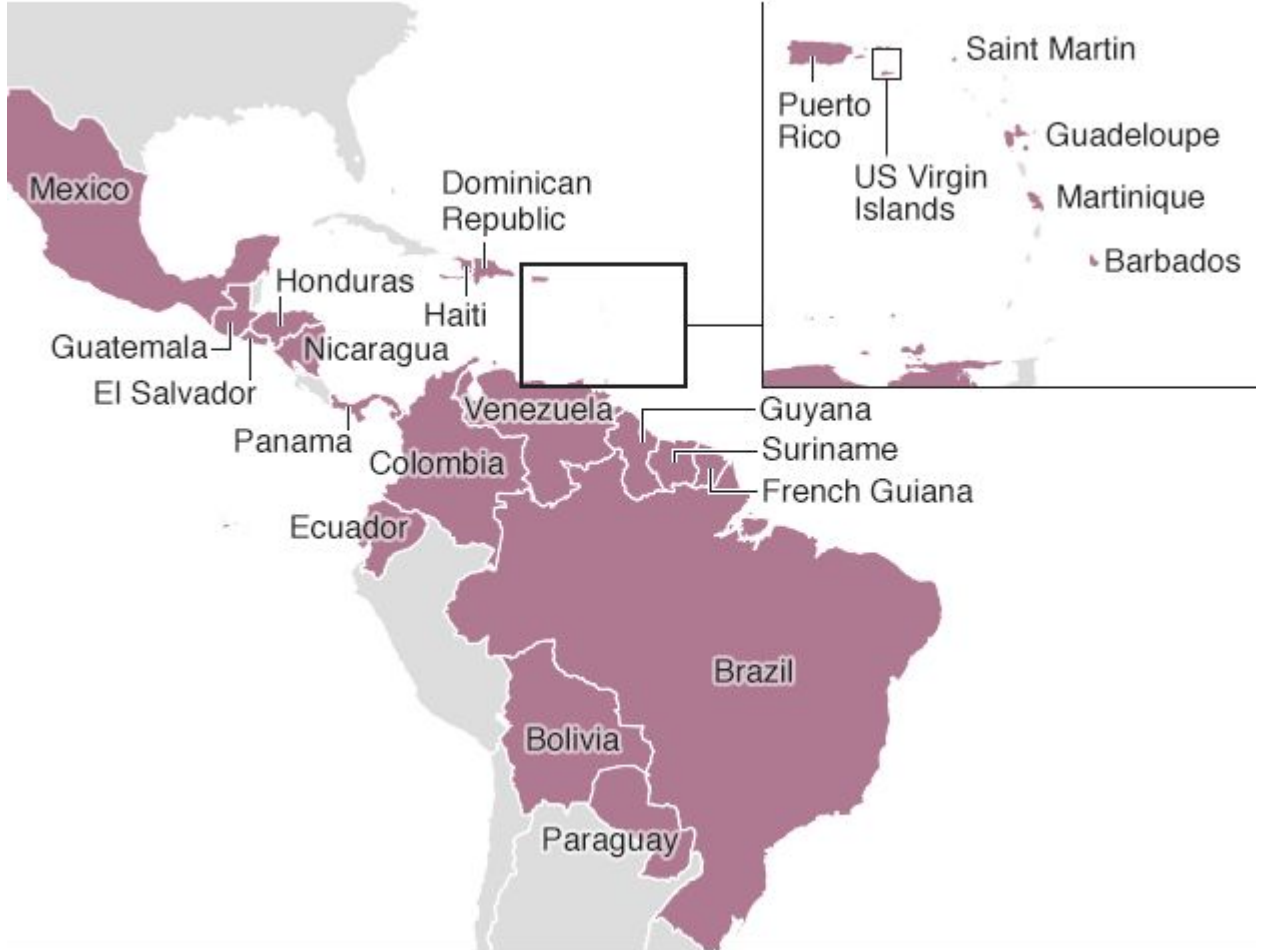 Saint Martin
Puerto
Rico
Guadeloupe
US Virgin
Islands
Martinique
Barbados
Mexico
Dominican
Republic
Honduras
Haiti
Guatemala
Nicaragua
El Salvador
Panama
Venezuela
Guyana
Colombia
Suriname
French Guiana
Ecuador
Brazil
Bolivia
Paraguay